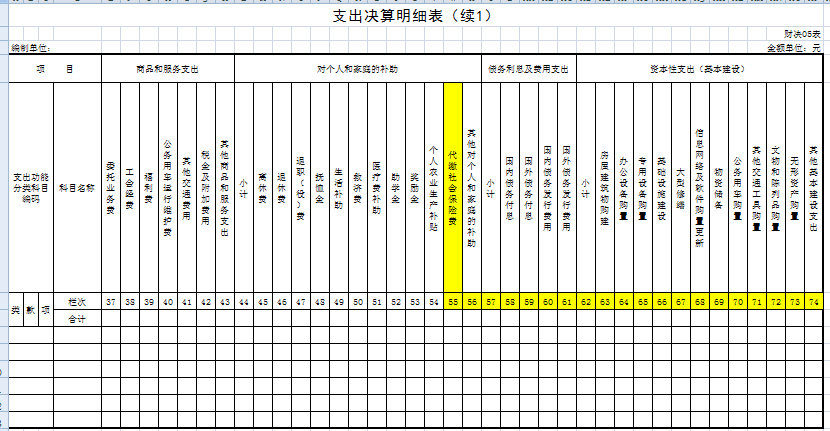 支出决算明细表（续1）
财决05表
编制单位：
金额单位：元
项 目
商品和服务支出
对个人和家庭的补助
债务利息及费用支出
资本性支出（基本建设）
支出功能分类科目编码
科目名称
委托业务费
工会经费
福利费
公务用车运行维护费
其他交通费用
税金及附加费用
其他商品和服务支出
小计
离休费
退休费
退职（役）费
抚恤金
生活补助
救济费
医疗费补助
助学金
奖励金
个人农业生产补贴
代缴社会保险费
其他对个人和家庭的补助
小计
国内债务付息
国外债务付息
国内债务发行费用
国外债务发行费用
小计
房屋建筑物购建
办公设备购置
专用设备购置
基础设施建设
大型修缮
信息网络及软件购置更新
物资储备
公务用车购置
其他交通工具购置
文物和陈列品购置
无形资产购置
其他基本建设支出
类 款 项
栏次 37 38 39 40 41 42 43 44 45 46 47 48 49 50 51 52 53 54 55 56 57 58 59 60 61 62 63 64 65 66 67 68 69 70 71 72 73 74
合计